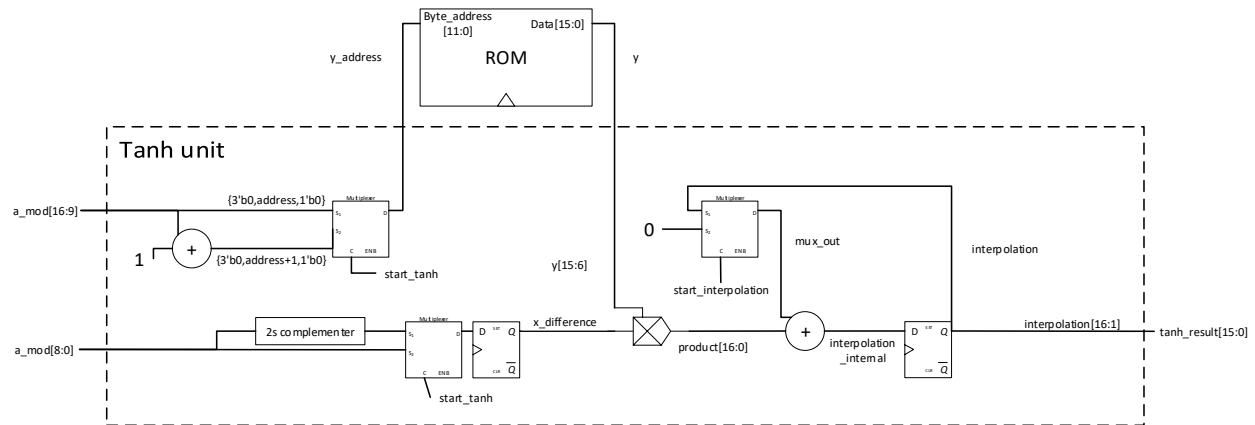 Byte_address
[11:0]
Data[15:0]
ROM
y_address
y
Tanh unit
a_mod[16:9]
{3'b0,address,1'b0}
Multiplexer
S₁
D
S₂
C
ENB
+
1
{3'b0,address+1,1'b0}
start_tanh
Multiplexer
S₁
D
S₂
C
ENB
0
mux_out
interpolation
start_interpolation
y[15:6]
a_mod[8:0]
2s complementer
Multiplexer
S₁
D
S₂
C
ENB
start_tanh
D
SET
Q
CLR
Q
x_difference
product[16:0]
+
interpolation
_internal
D
SET
Q
CLR
Q
interpolation[16:1]
tanh_result[15:0]